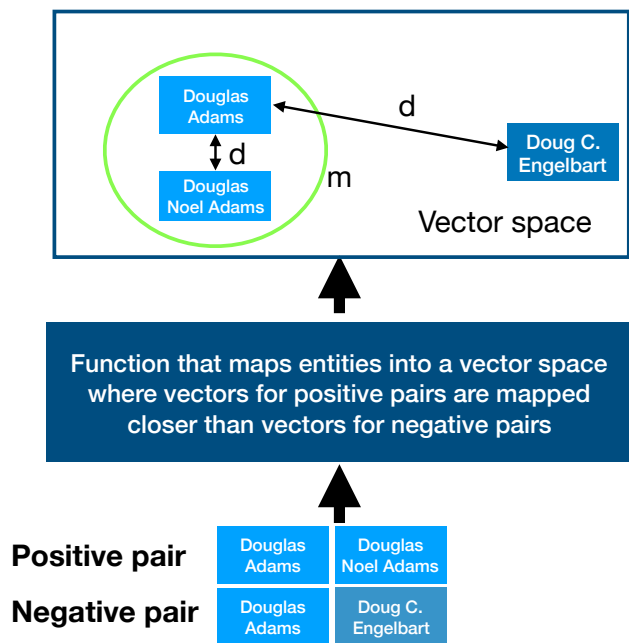 Douglas
Adams
d
d
Doug C.
Engelbart
Douglas
Noel Adams
m
Vector space
Function that maps entities into a vector space
where vectors for positive pairs are mapped
closer than vectors for negative pairs
Positive pair
Douglas
Adams
Douglas
Noel Adams
Negative pair
Douglas
Adams
Doug C.
Engelbart